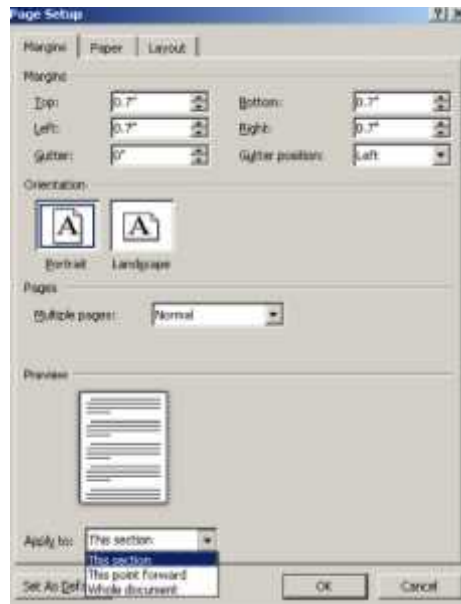 Page Setup
Margins Paper Layout
Margins
Top: 0.7" Bottom: 0.7"
Left: 0.7" Right: 0.7"
Gutter: 0" Gutter position: Left
Orientation
A A
Portrait Landscape
Pages
Multiple pages: Normal
Preview
Apply to: This section
This section
This point forward
Whole document
Set As OK Cancel